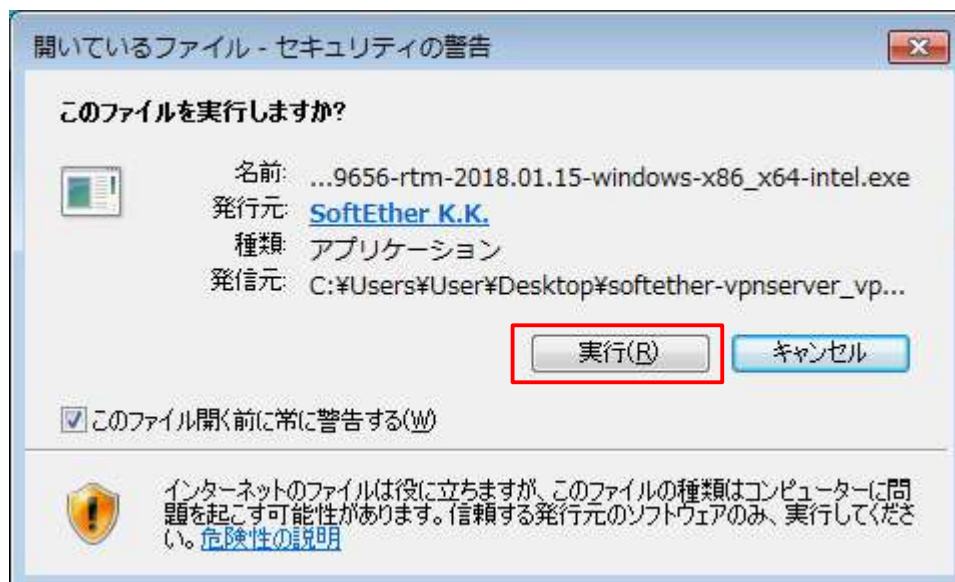 開いているファイル - セキュリティの警告
このファイルを実行しますか?
名前: ...9656-rtm-2018.01.15-windows-x86_x64-intel.exe
発行元: SoftEther K.K.
種類: アプリケーション
発信元: C:¥Users¥User¥Desktop¥softether-vpnserver_vp...
実行(R) キャンセル
このファイル開く前に常に警告する(W)
インターネットのファイルは役に立ちますが、このファイルの種類はコンピューターに問
題を起こす可能性があります。信頼する発行元のソフトウェアのみ、実行してくださ
い。危険性の説明